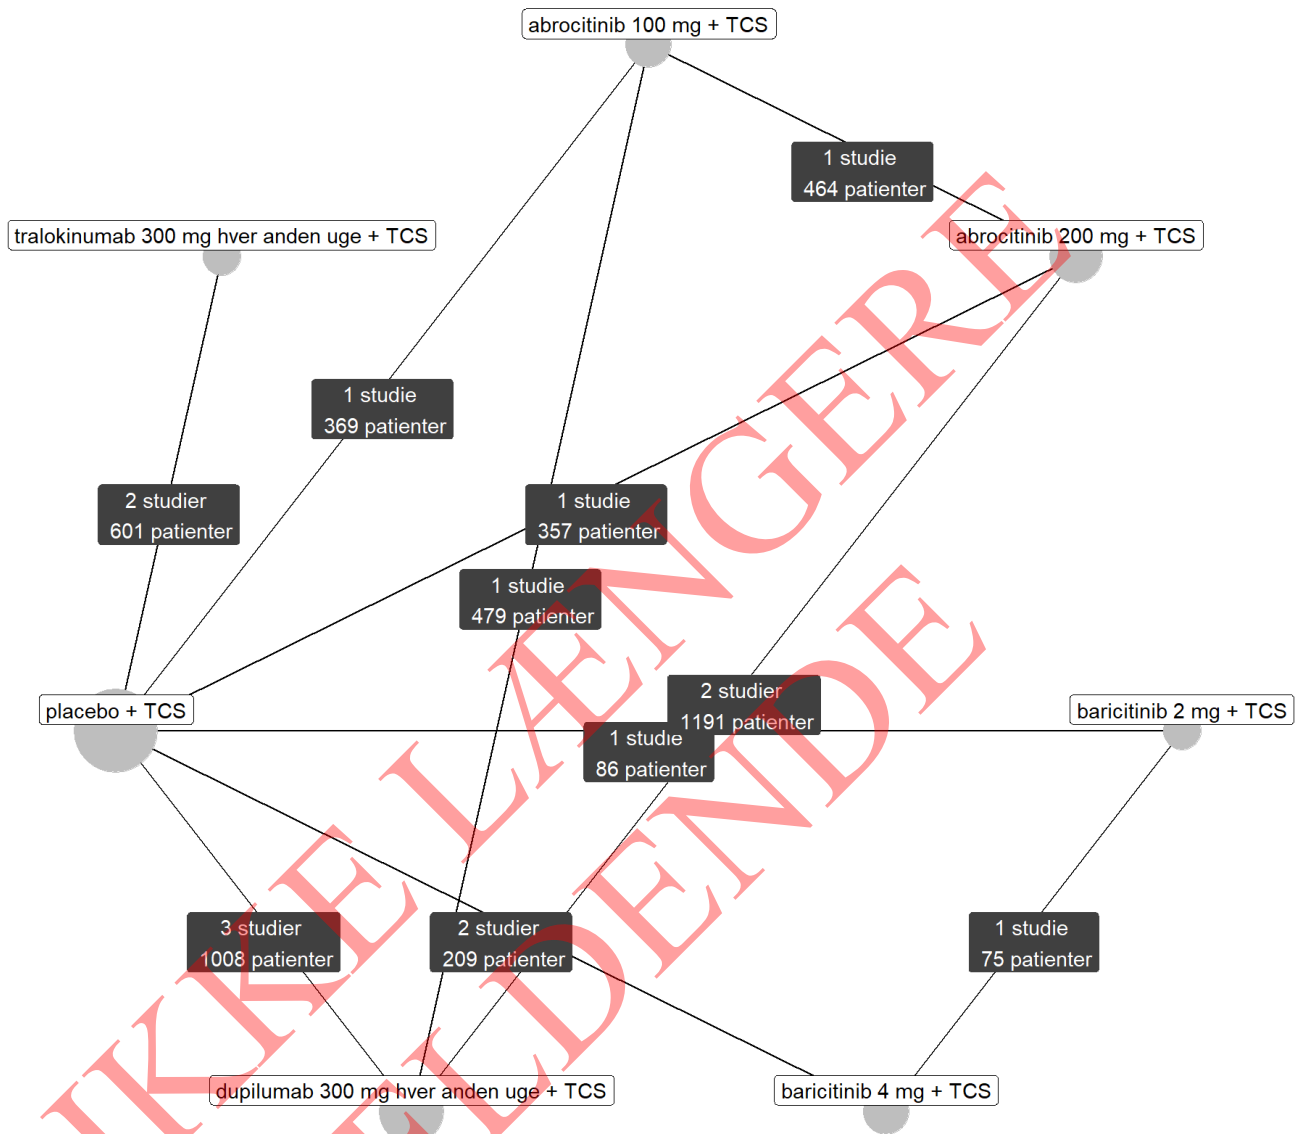 abrocitinib 100 mg + TCS
1 studie
464 patienter
tralokinumab 300 mg hver anden uge + TCS
abrocitinib 200 mg + TCS
1 studie
369 patienter
2 studier
601 patienter
1 studie
357 patienter
1 studie
479 patienter
placebo + TCS
2 studier
1191 patienter
baricitinib 2 mg + TCS
1 studie
86 patienter
3 studier
1008 patienter
2 studier
209 patienter
1 studie
75 patienter
dupilumab 300 mg hver anden uge + TCS
baricitinib 4 mg + TCS
IKKE LÆNGERE
ELDENDE